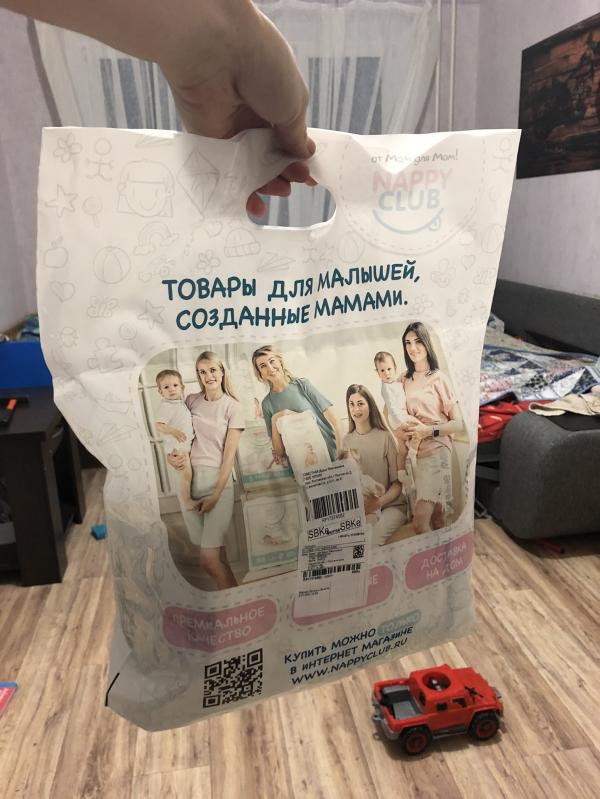 от Мам для Мам!
NAPPY
CLUB
ТОВАРЫ ДЛЯ МАЛЫШЕЙ,
СОЗДАННЫЕ МАМАМИ.
SBKe
SBKe
ПРЕМИАЛЬНОЕ
КАЧЕСТВО
ДОСТАВКА
НА ДОМ
КУПИТЬ МОЖНО ТОЛЬКО
В ИНТЕРНЕТ МАГАЗИНЕ
WWW.NAPPYCLUB.RU